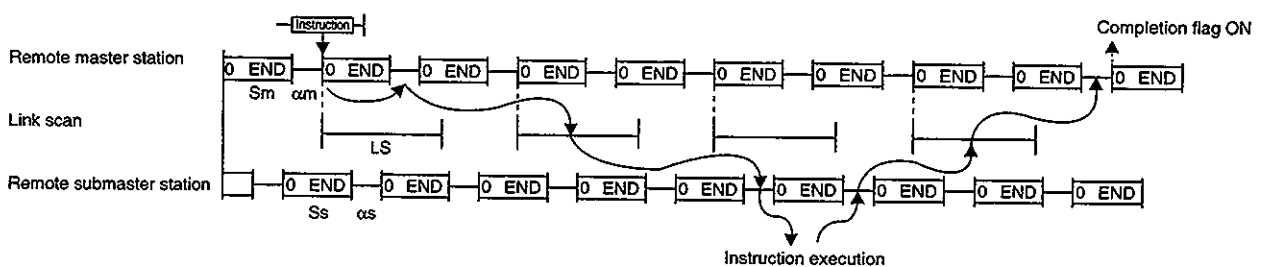 Instruction
Completion flag ON
Remote master station
0 END 0 END 0 END 0 END 0 END 0 END 0 END 0 END 0 END 0 END
Sm αm
Link scan
LS
Remote submaster station
0 END 0 END 0 END 0 END 0 END 0 END 0 END 0 END 0 END
Ss αs
Instruction execution